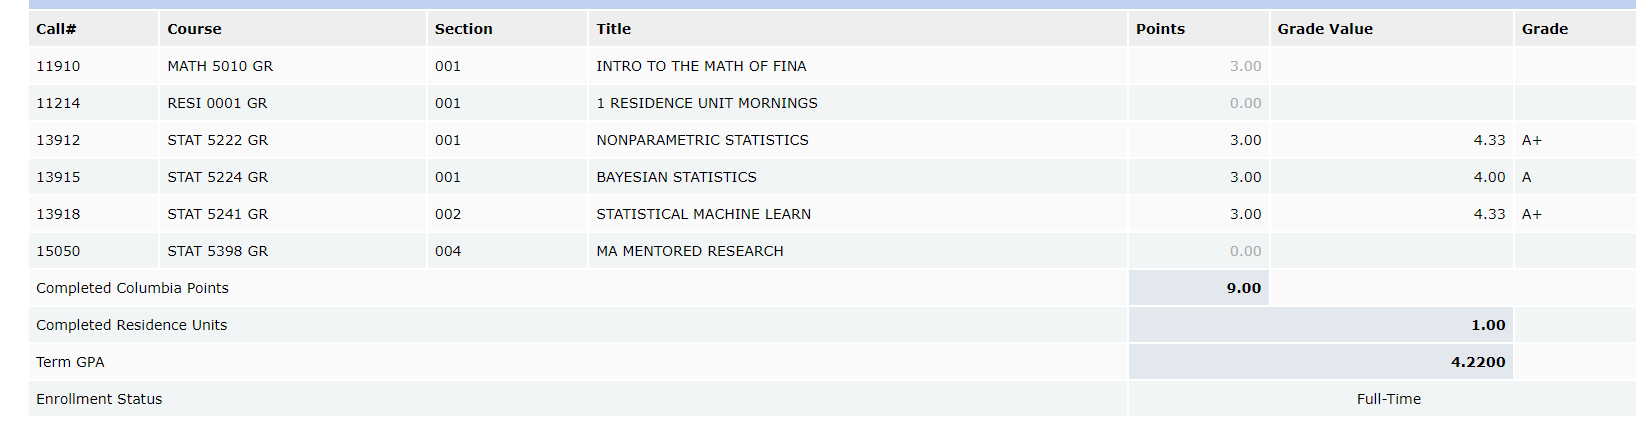 Call# Course Section Title Points Grade Value Grade
11910 MATH 5010 GR 001 INTRO TO THE MATH OF FINA 3.00
11214 RESI 0001 GR 001 1 RESIDENCE UNIT MORNINGS 0.00
13912 STAT 5222 GR 001 NONPARAMETRIC STATISTICS 3.00 4.33 A+
13915 STAT 5224 GR 001 BAYESIAN STATISTICS 3.00 4.00 A
13918 STAT 5241 GR 002 STATISTICAL MACHINE LEARN 3.00 4.33 A+
15050 STAT 5398 GR 004 MA MENTORED RESEARCH 0.00
Completed Columbia Points 9.00
Completed Residence Units 1.00
Term GPA 4.2200
Enrollment Status Full-Time